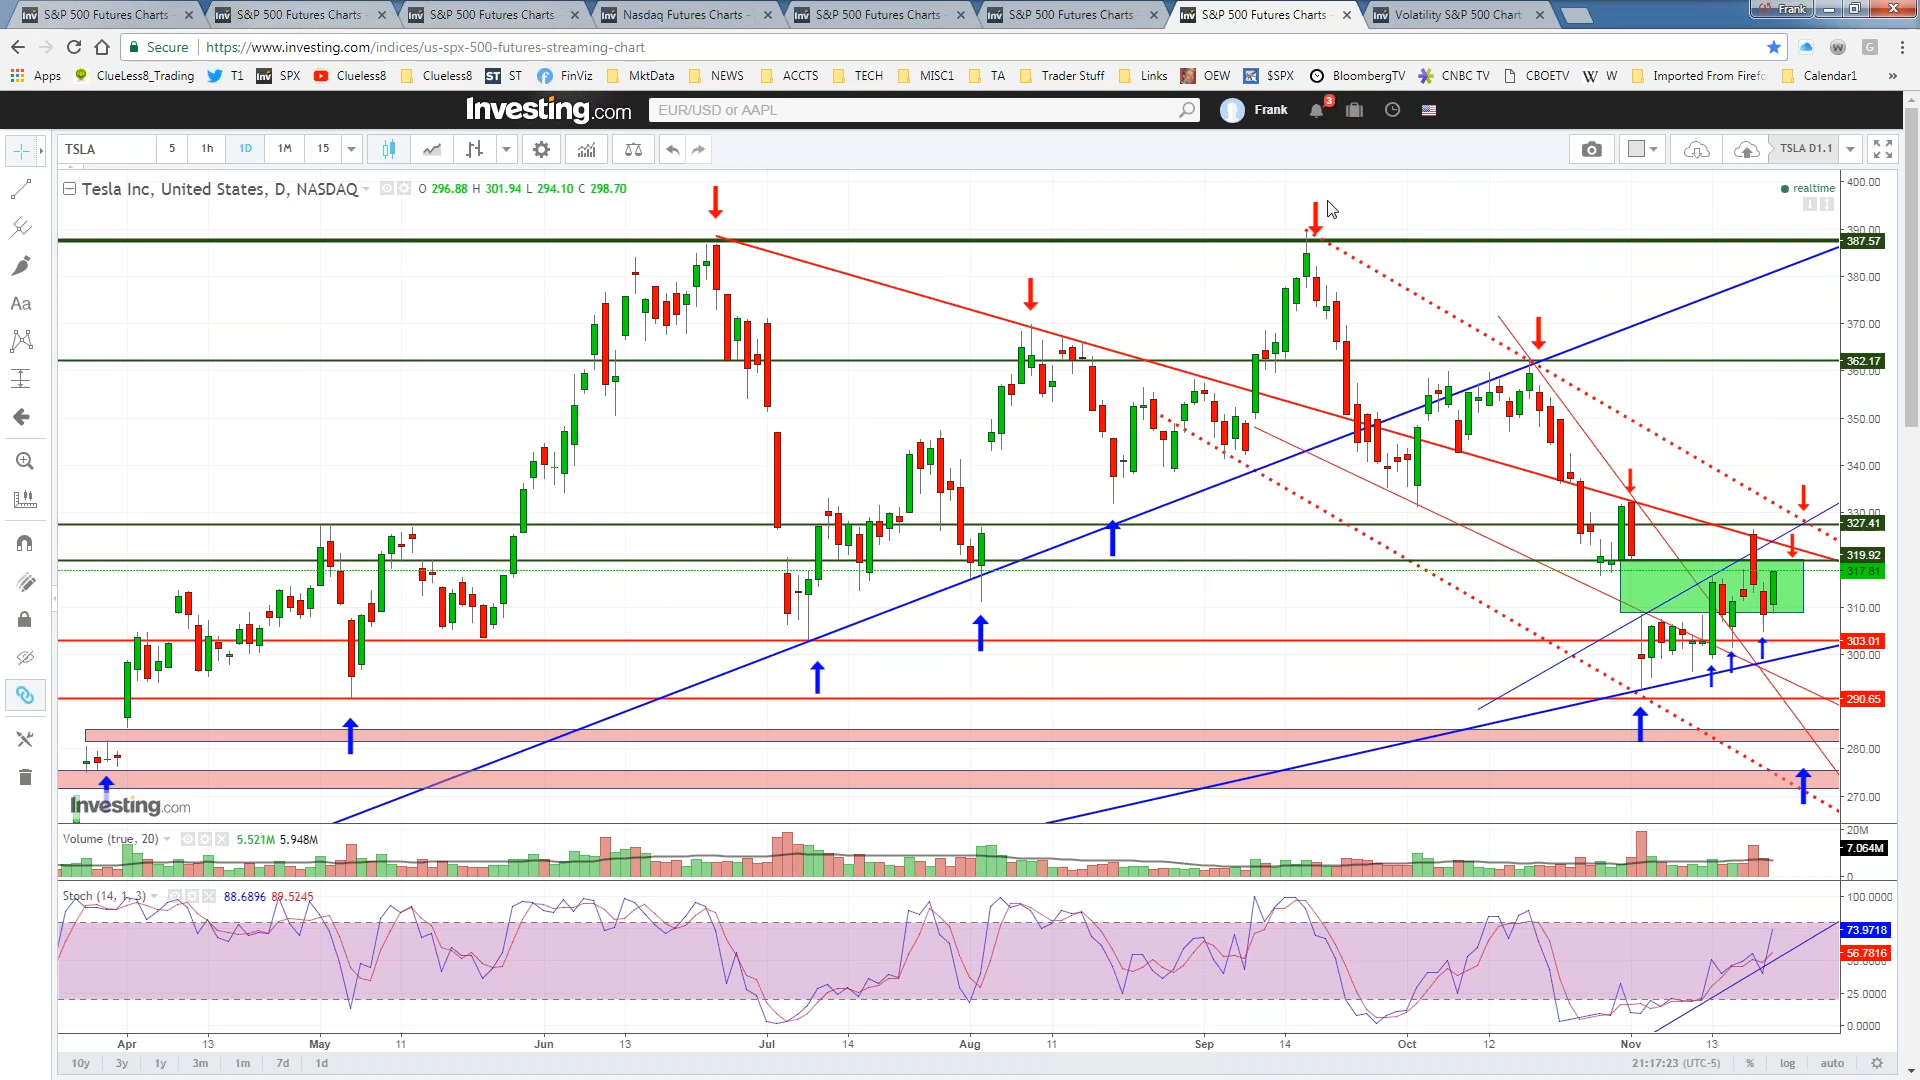 S&P 500 Futures Charts
S&P 500 Futures Charts
S&P 500 Futures Charts
Nasdaq Futures Charts -
S&P 500 Futures Charts
S&P 500 Futures Charts
S&P 500 Futures Charts -
Volatility S&P 500 Chart
Frank
Secure
https://www.investing.com/indices/us-spx-500-futures-streaming-chart
Apps ClueLess8_Trading T1 SPX Clueless8 Clueless8 ST ST FinViz MktData NEWS ACCTS TECH MISC1 TA Trader Stuff Links OEW $SPX BloombergTV CNBC TV CBOETV W W Imported From Firefo Calendar1 »
Investing.com EUR/USD or AAPL Frank 3
TSLA 5 1h 1D 1M 15 TSLA D1.1
Tesla Inc, United States, D, NASDAQ O 296.88 H 301.94 L 294.10 C 298.70
realtime
400.00
390.00
387.57
380.00
370.00
362.17
360.00
350.00
340.00
330.00
327.41
319.92
317.81
310.00
303.01
300.00
290.65
280.00
270.00
Investing.com
Volume (true, 20) 5.521M 5.948M
20M
7.064M
0
Stoch (14, 1, 3) 88.6896 89.5245
100.0000
73.9718
56.7816
25.0000
0.0000
Apr 13 May 11 Jun 13 Jul 14 Aug 11 Sep 14 Oct 12 Nov 13
10y 3y 1y 3m 1m 7d 1d 21:17:23 (UTC-5) % log auto